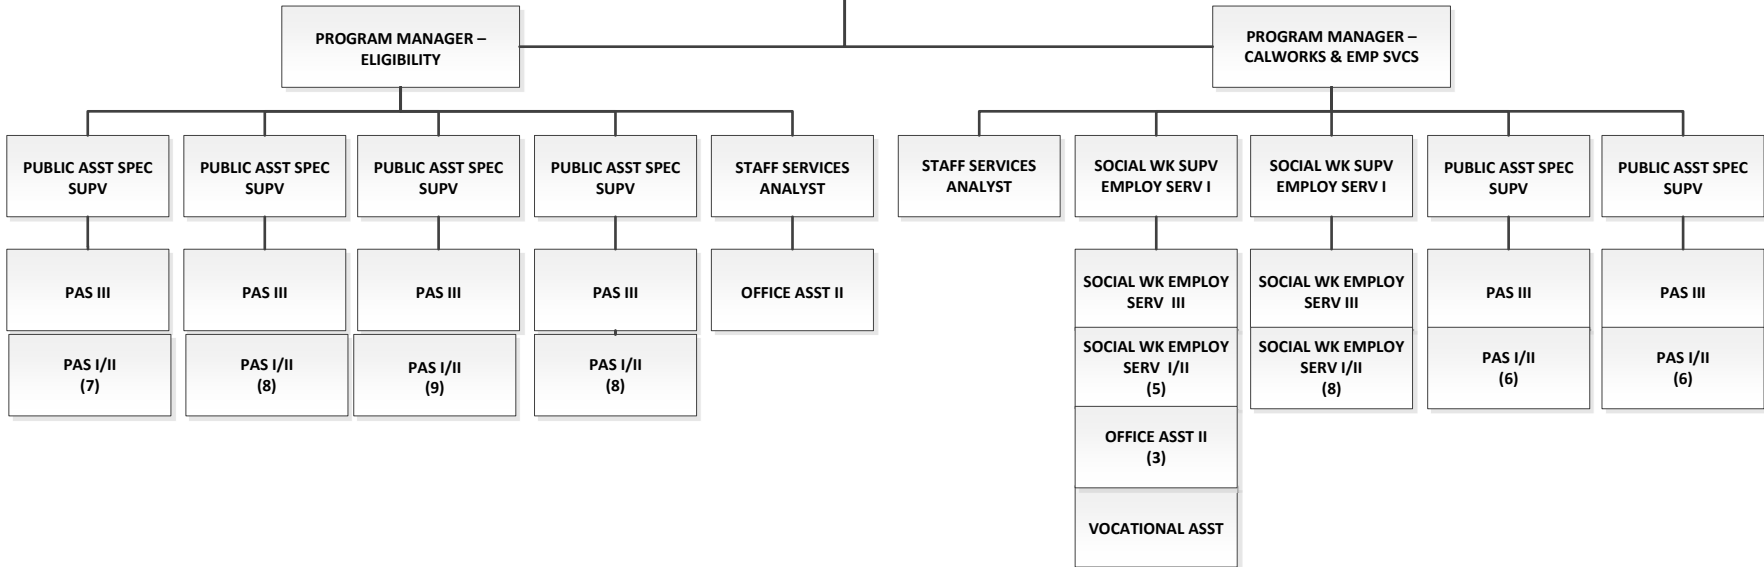 PROGRAM MANAGER –
ELIGIBILITY
PROGRAM MANAGER –
CALWORKS & EMP SVCS
PUBLIC ASST SPEC
SUPV
PUBLIC ASST SPEC
SUPV
PUBLIC ASST SPEC
SUPV
PUBLIC ASST SPEC
SUPV
STAFF SERVICES
ANALYST
STAFF SERVICES
ANALYST
SOCIAL WK SUPV
EMPLOY SERV I
SOCIAL WK SUPV
EMPLOY SERV I
PUBLIC ASST SPEC
SUPV
PUBLIC ASST SPEC
SUPV
PAS III
PAS III
PAS III
PAS III
OFFICE ASST II
SOCIAL WK EMPLOY
SERV III
SOCIAL WK EMPLOY
SERV III
PAS III
PAS III
PAS I/II
(7)
PAS I/II
(8)
PAS I/II
(9)
PAS I/II
(8)
SOCIAL WK EMPLOY
SERV I/II
(5)
SOCIAL WK EMPLOY
SERV I/II
(8)
PAS I/II
(6)
PAS I/II
(6)
OFFICE ASST II
(3)
VOCATIONAL ASST